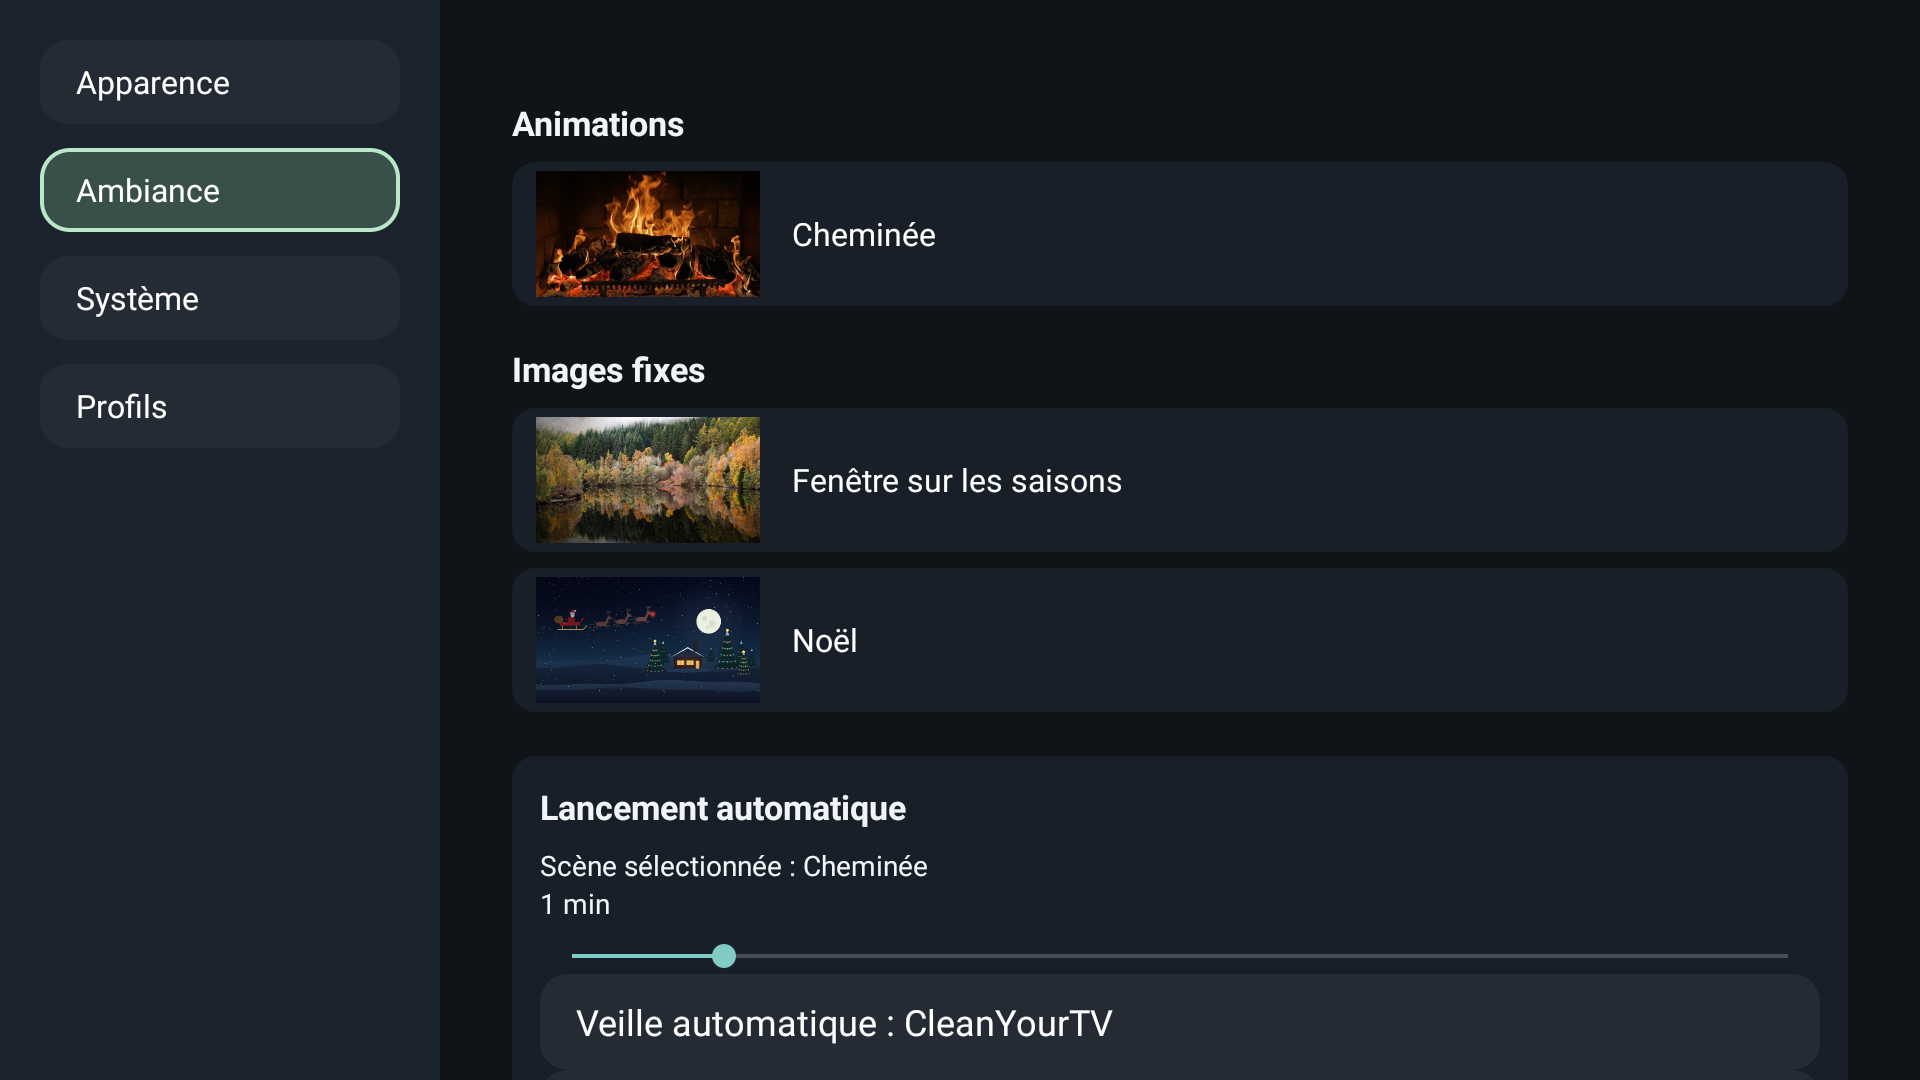 Apparence
Ambiance
Système
Profils
Animations
Cheminée
Images fixes
Fenêtre sur les saisons
Noël
Lancement automatique
Scène sélectionnée : Cheminée
1 min
Veille automatique : CleanYourTV